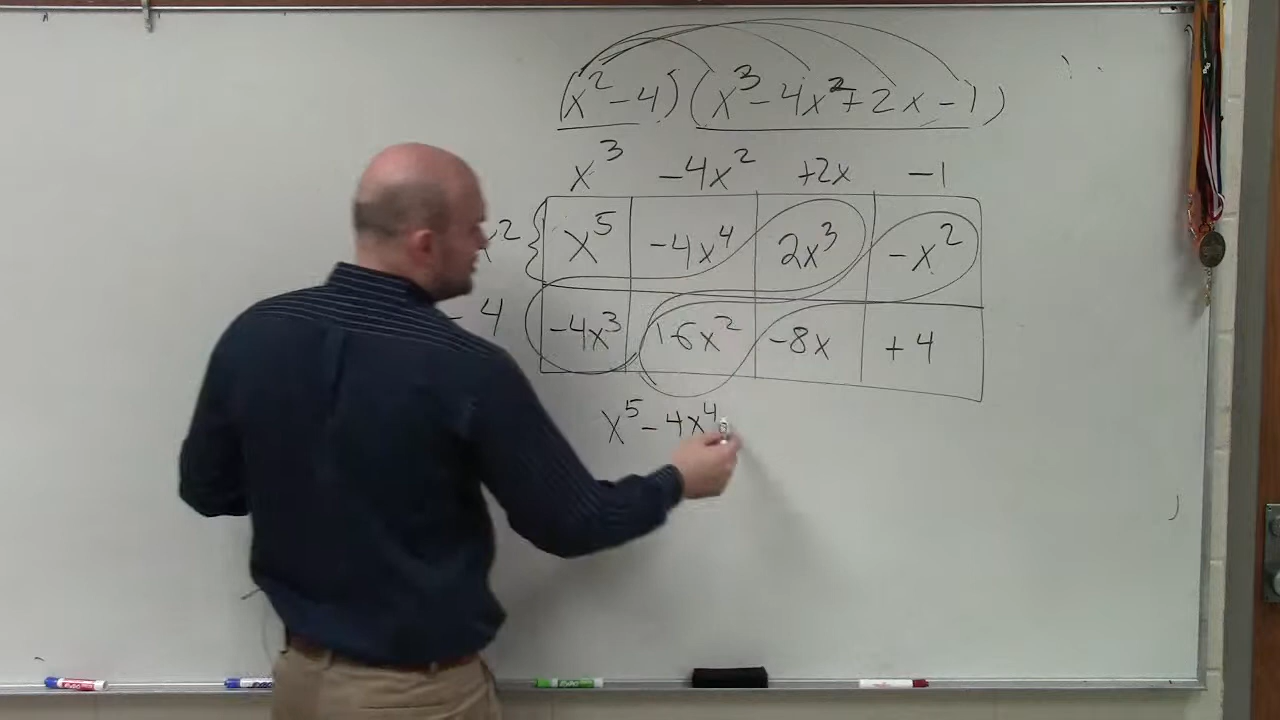 (x² - 4) (x³ - 4x² + 2x - 1)
x³ -4x² +2x -1
x² x⁵ -4x⁴ 2x³ -x²
- 4 -4x³ 16x² -8x +4
x⁵ - 4x⁴